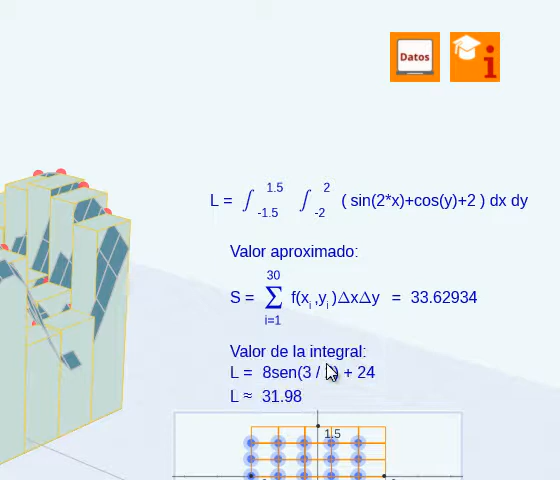 Datos
L = ∫ 1.5 -1.5 ∫ 2 -2 ( sin(2*x)+cos(y)+2 ) dx dy
Valor aproximado:
S = 30 Σ i=1 f(xᵢ ,yᵢ )ΔxΔy = 33.62934
Valor de la integral:
L = 8sen(3 / ) + 24
L ≈ 31.98
1.5